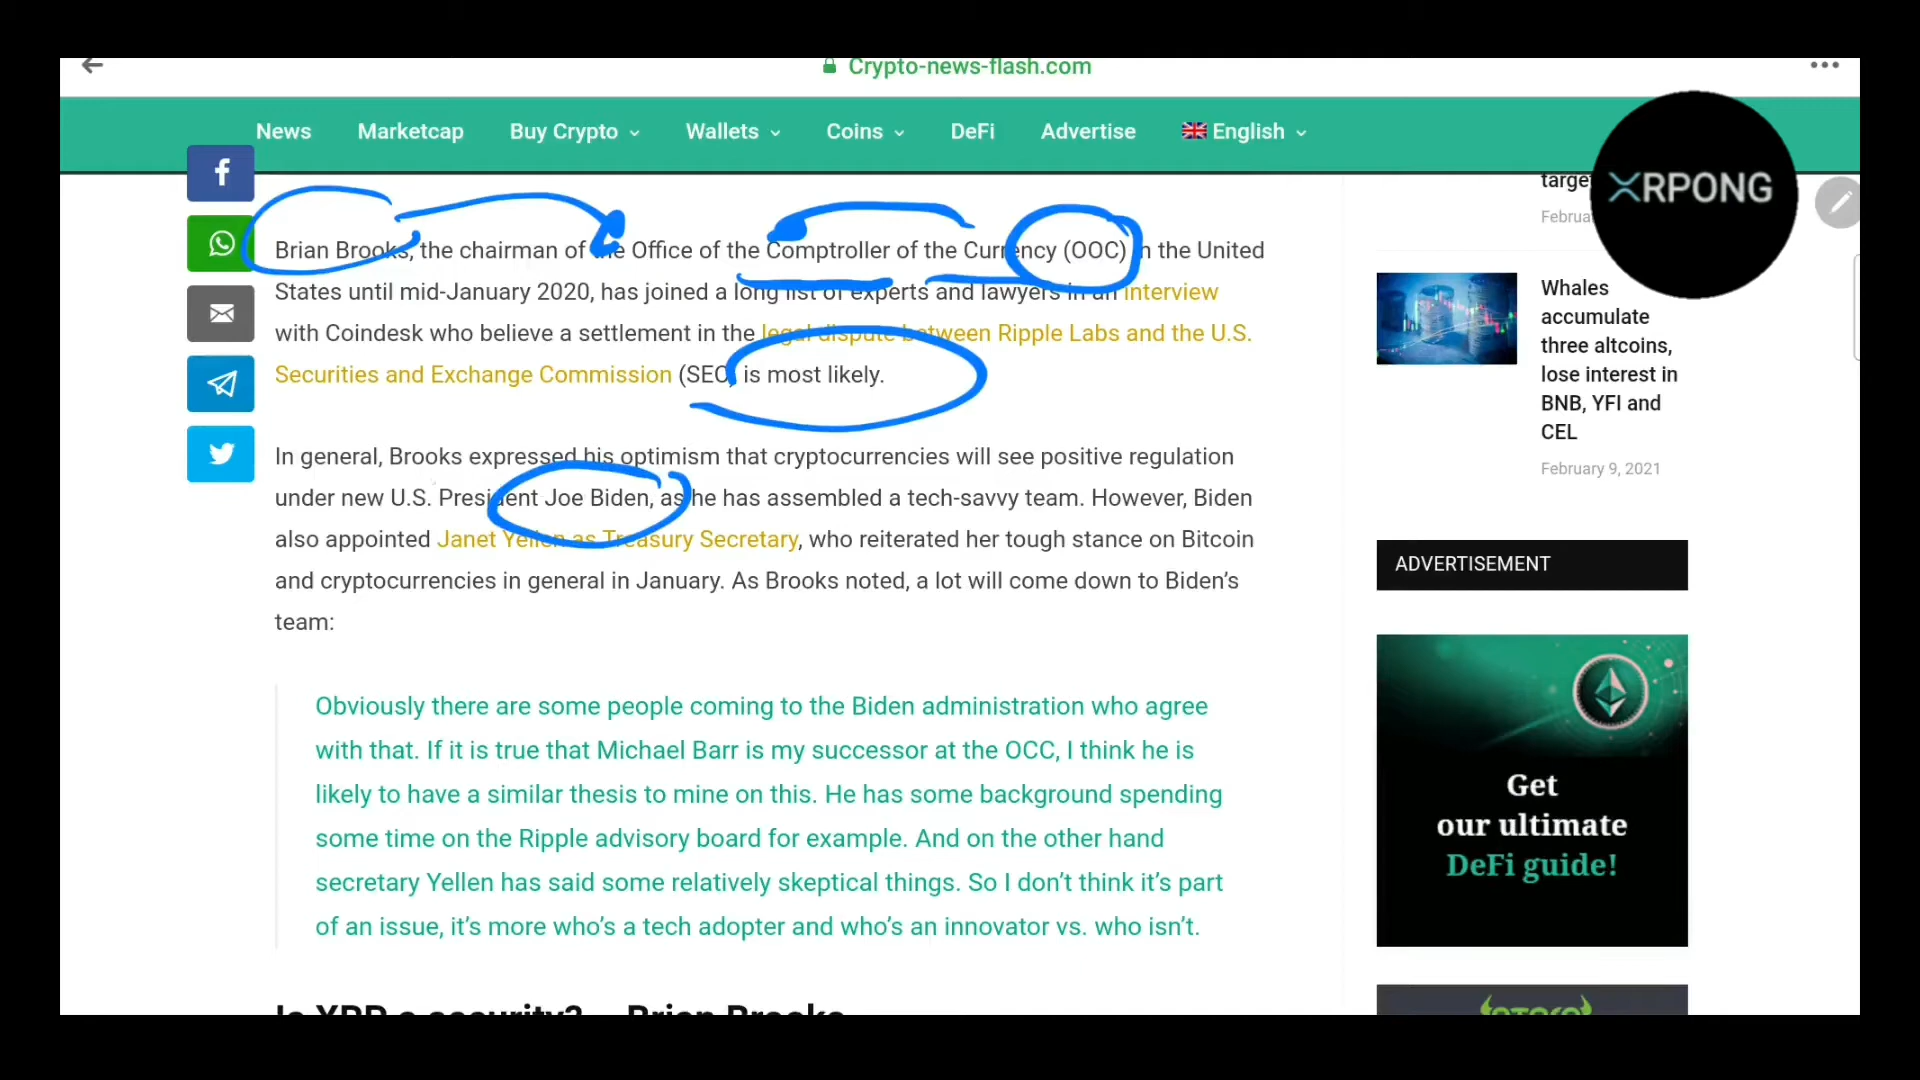 Crypto-news-flash.com
News Marketcap Buy Crypto Wallets Coins DeFi Advertise English
XRPONG
Brian Brooks, the chairman of the Office of the Comptroller of the Currency (OOC) in the United
States until mid-January 2020, has joined a long list of experts and lawyers in an interview
with Coindesk who believe a settlement in the legal dispute between Ripple Labs and the U.S.
Securities and Exchange Commission (SEC) is most likely.
In general, Brooks expressed his optimism that cryptocurrencies will see positive regulation
under new U.S. President Joe Biden, as he has assembled a tech-savvy team. However, Biden
also appointed Janet Yellen as Treasury Secretary, who reiterated her tough stance on Bitcoin
and cryptocurrencies in general in January. As Brooks noted, a lot will come down to Biden's
team:
Obviously there are some people coming to the Biden administration who agree
with that. If it is true that Michael Barr is my successor at the OCC, I think he is
likely to have a similar thesis to mine on this. He has some background spending
some time on the Ripple advisory board for example. And on the other hand
secretary Yellen has said some relatively skeptical things. So I don't think it's part
of an issue, it's more who's a tech adopter and who's an innovator vs. who isn't.
Is XRP a security? – Brian Brooks
Whales
accumulate
three altcoins,
lose interest in
BNB, YFI and
CEL
February 9, 2021
ADVERTISEMENT
Get
our ultimate
DeFi guide!